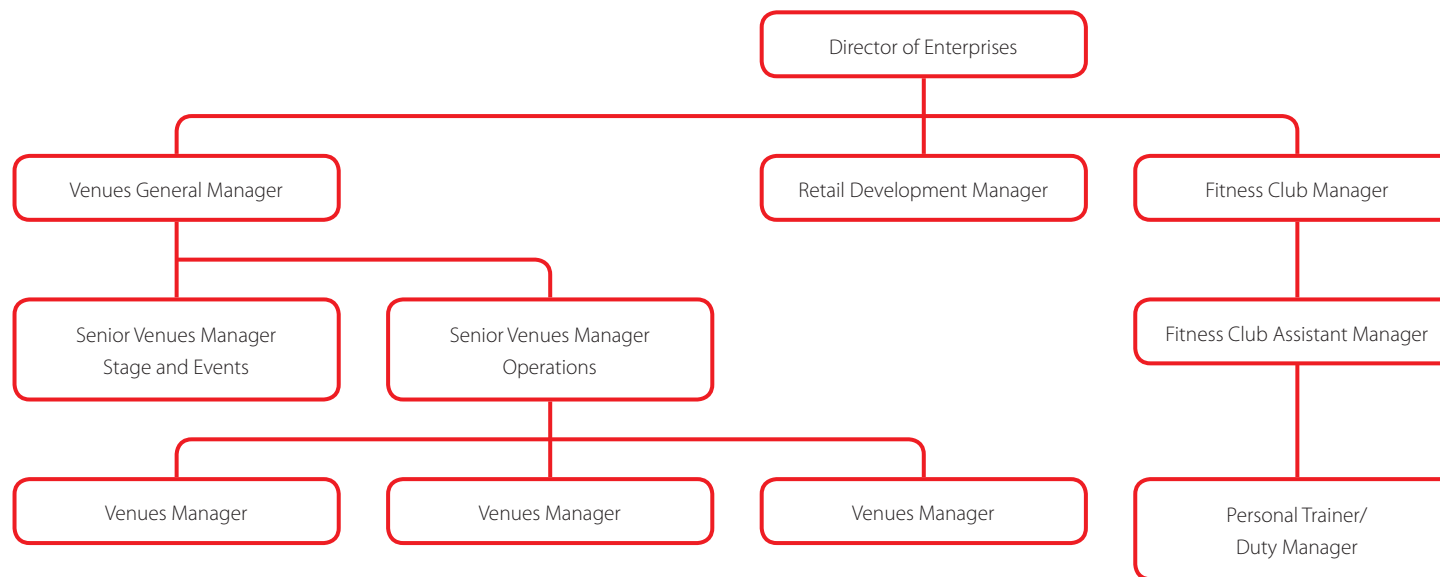 Director of Enterprises
Venues General Manager
Retail Development Manager
Fitness Club Manager
Senior Venues Manager
Stage and Events
Senior Venues Manager
Operations
Fitness Club Assistant Manager
Venues Manager
Venues Manager
Venues Manager
Personal Trainer/
Duty Manager